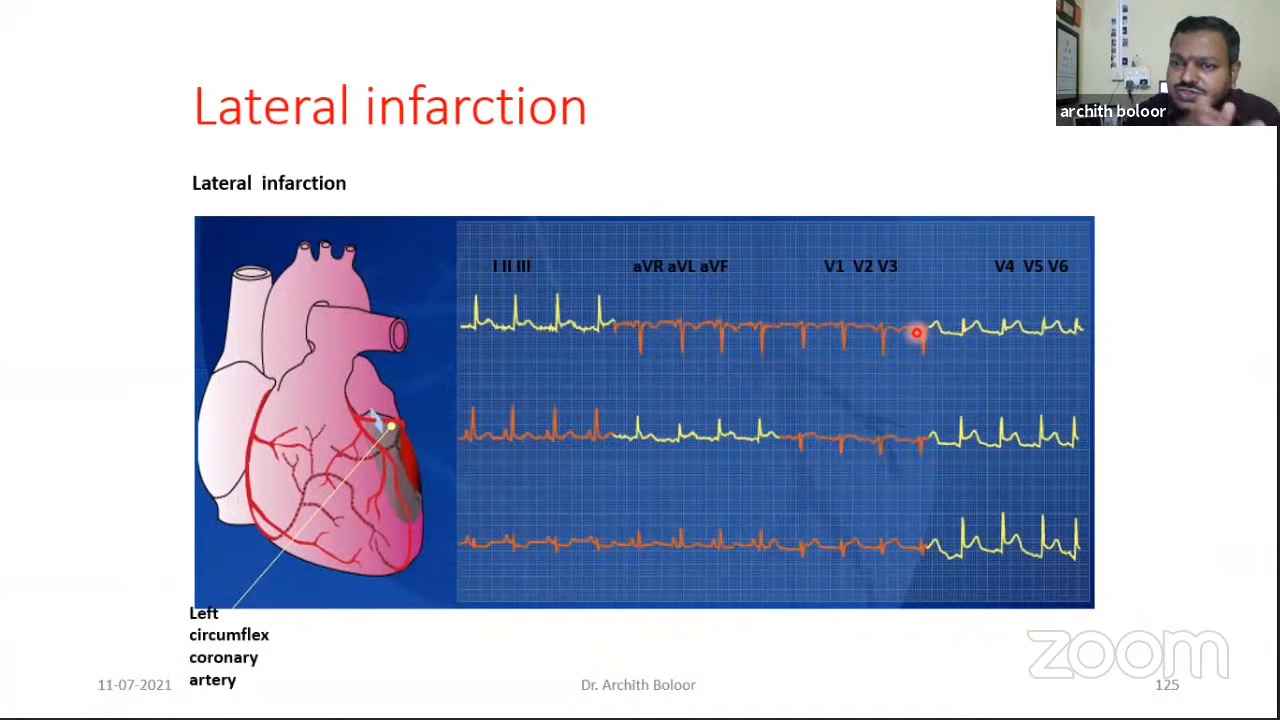 archith boloor
Lateral infarction
Lateral infarction
I II III
aVR aVL aVF
V1 V2 V3
V4 V5 V6
Left
circumflex
coronary
artery
zoom
11-07-2021
Dr. Archith Boloor
125